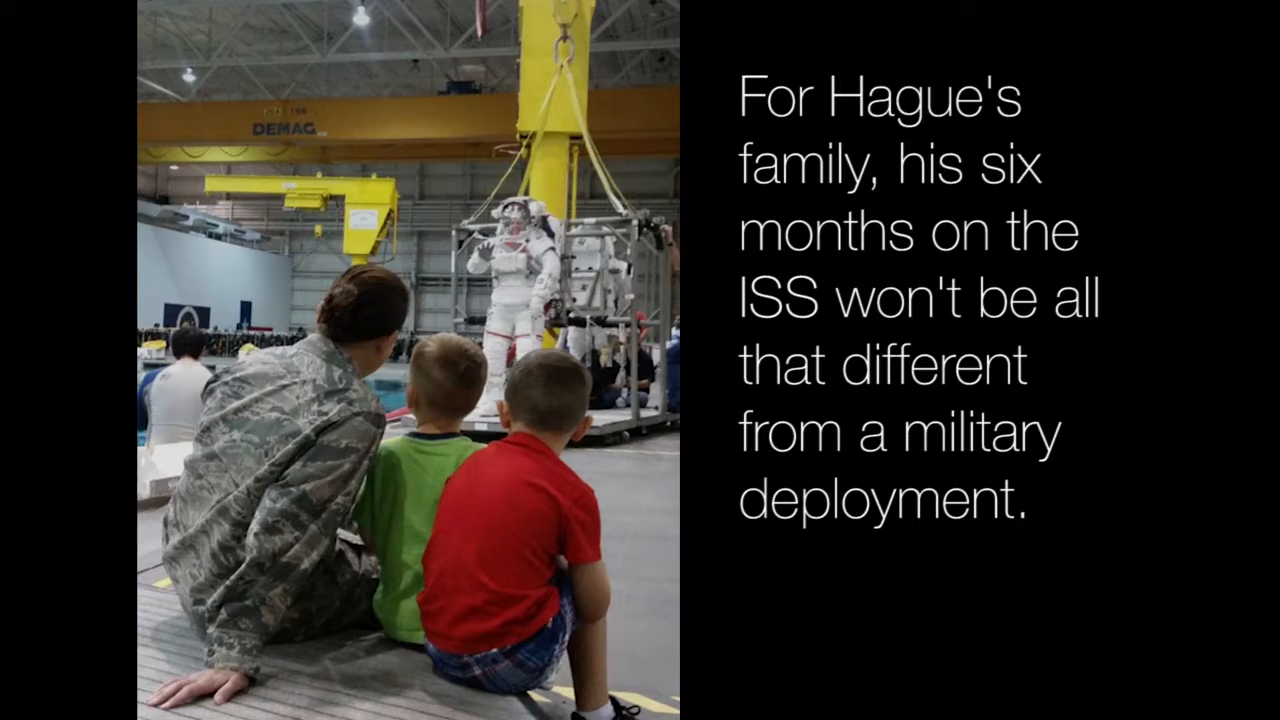 DEMAG
For Hague's
family, his six
months on the
ISS won't be all
that different
from a military
deployment.